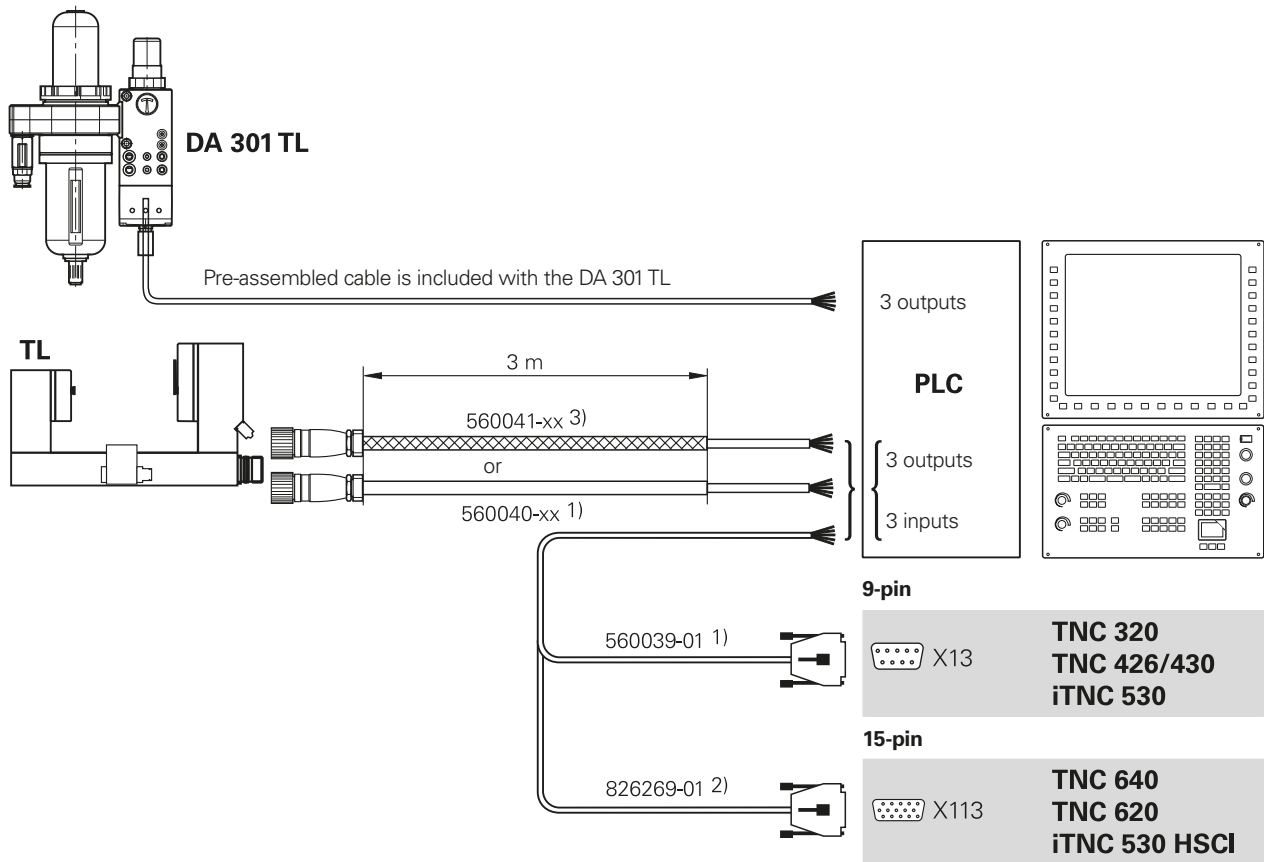 DA 301 TL
Pre-assembled cable is included with the DA 301 TL
3 outputs
TL
3 m
PLC
560041-xx 3)
or
3 outputs
560040-xx 1)
3 inputs
9-pin
560039-01 1)
X13
TNC 320
TNC 426/430
iTNC 530
15-pin
826269-01 2)
X113
TNC 640
TNC 620
iTNC 530 HSCI